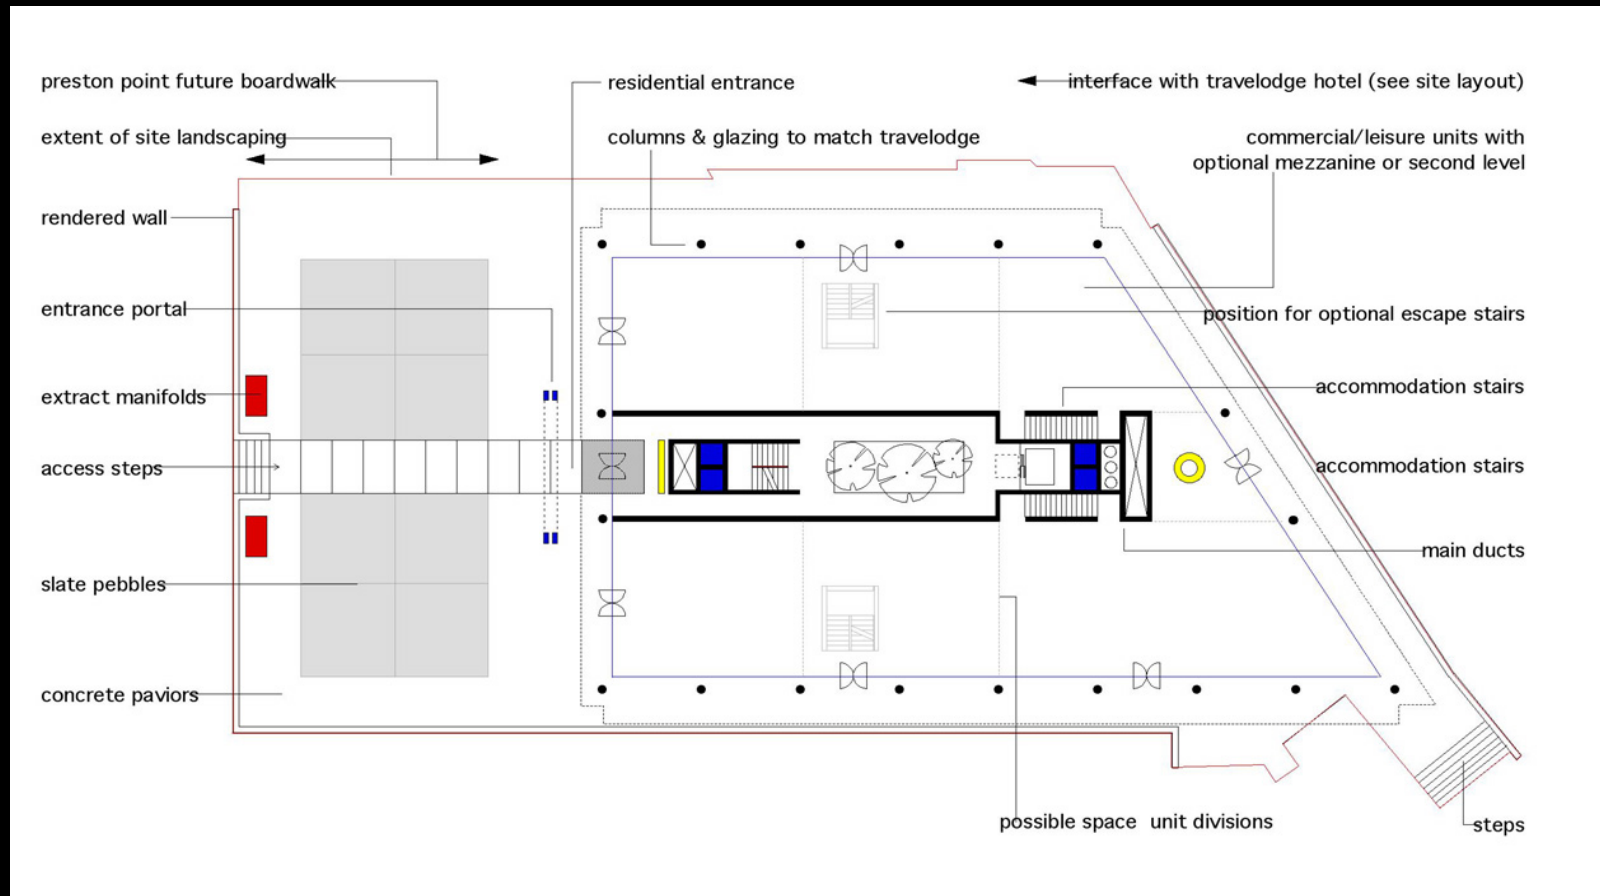 preston point future boardwalk
residential entrance
interface with travelodge hotel (see site layout)
extent of site landscaping
columns & glazing to match travelodge
commercial/leisure units with
optional mezzanine or second level
rendered wall
entrance portal
position for optional escape stairs
extract manifolds
accommodation stairs
access steps
accommodation stairs
main ducts
slate pebbles
concrete paviors
possible space unit divisions
steps